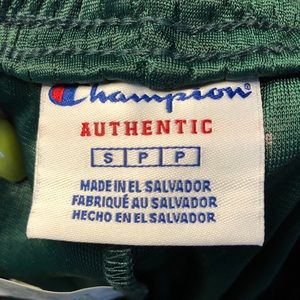 Champion
AUTHENTIC
S P P
MADE IN EL SALVADOR
FABRIQUÉ AU SALVADOR
HECHO EN EL SALVADOR